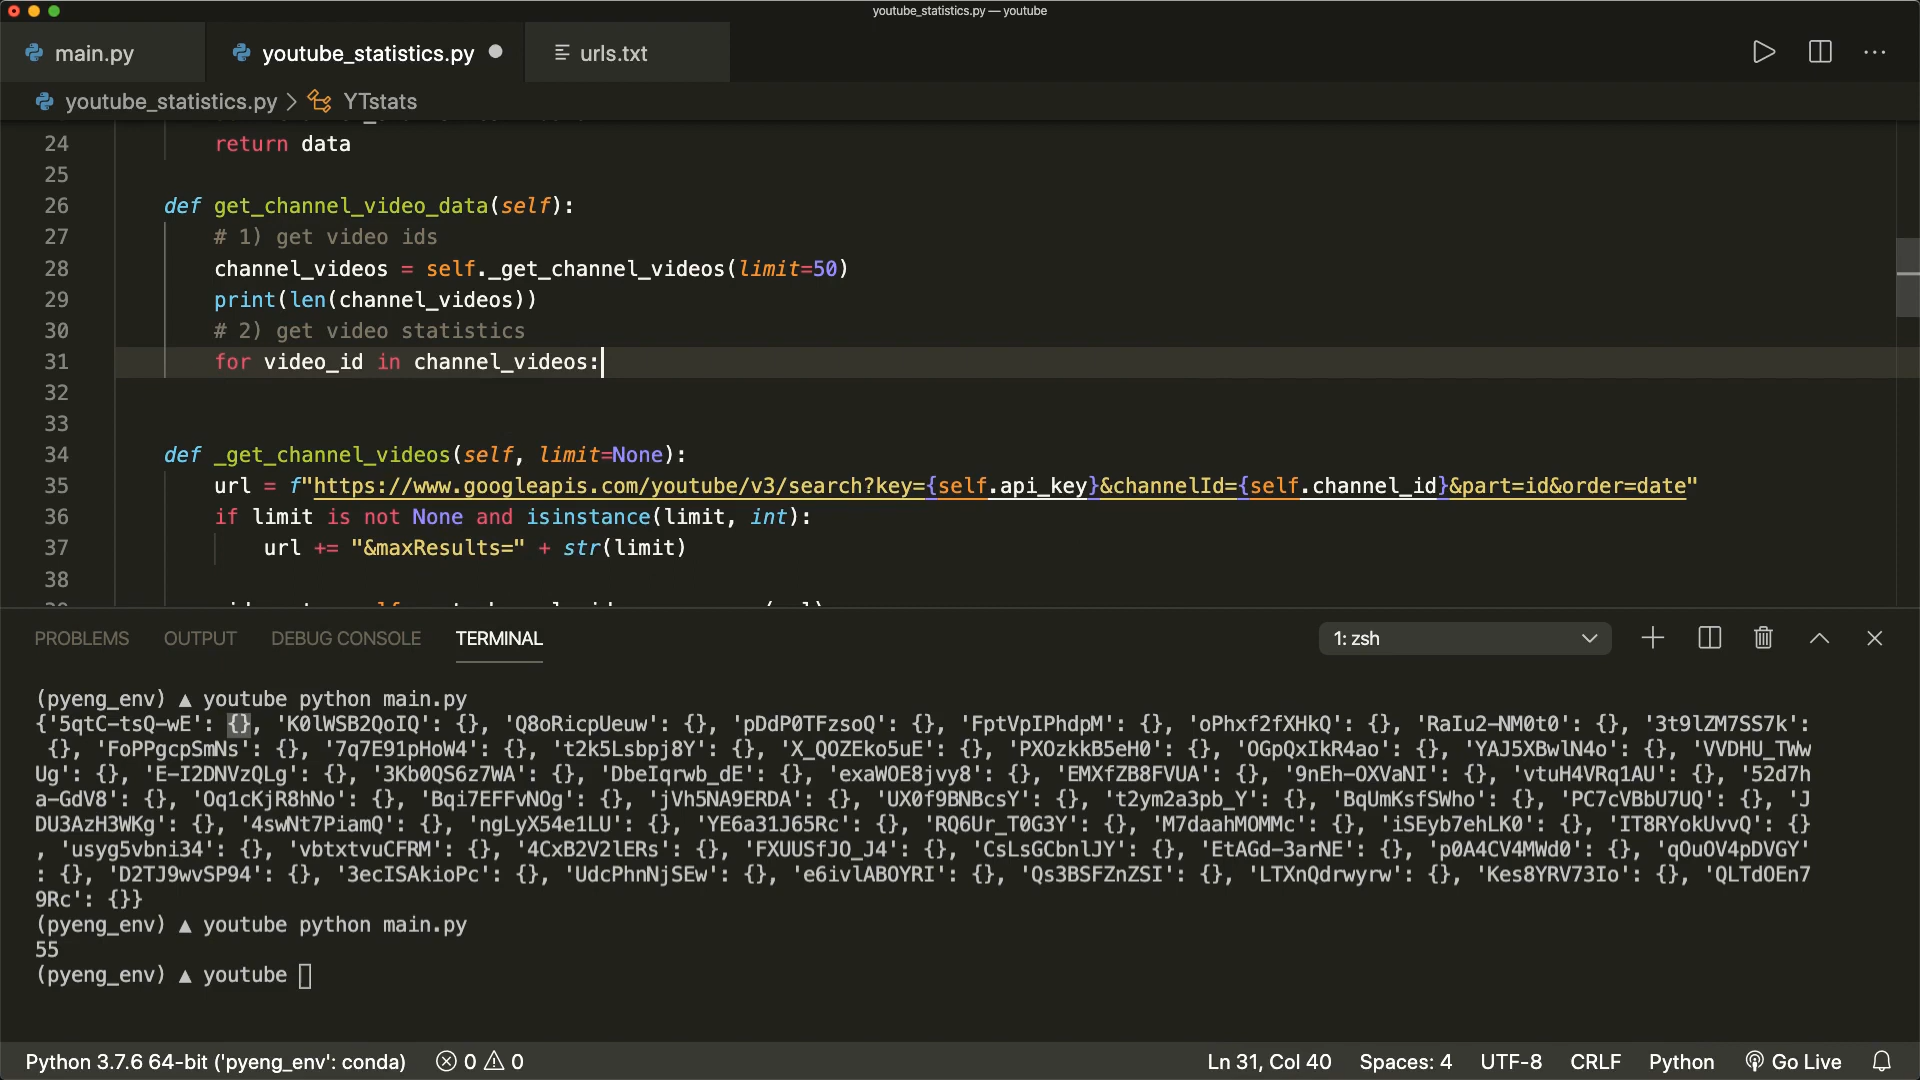 youtube_statistics.py — youtube
main.py
youtube_statistics.py
urls.txt
youtube_statistics.py > YTstats
24 return data
25
26 def get_channel_video_data(self):
27 # 1) get video ids
28 channel_videos = self._get_channel_videos(limit=50)
29 print(len(channel_videos))
30 # 2) get video statistics
31 for video_id in channel_videos:
32
33
34 def _get_channel_videos(self, limit=None):
35 url = f"https://www.googleapis.com/youtube/v3/search?key={self.api_key}&channelId={self.channel_id}&part=id&order=date"
36 if limit is not None and isinstance(limit, int):
37 url += "&maxResults=" + str(limit)
38
PROBLEMS OUTPUT DEBUG CONSOLE TERMINAL 1: zsh
(pyeng_env) ▲ youtube python main.py
{'5qtC-tsQ-wE': {}, 'K0lWSB2QoIQ': {}, 'Q8oRicpUeuw': {}, 'pDdP0TFzsoQ': {}, 'FptVpIPhdpM': {}, 'oPhxf2fXHkQ': {}, 'RaIu2-NM0t0': {}, '3t9lZM7SS7k':
{}, 'FoPPgcpSmNs': {}, '7q7E91pHoW4': {}, 't2k5Lsbpj8Y': {}, 'X_QOZEko5uE': {}, 'PXOzkkB5eH0': {}, 'OGpQxIkR4ao': {}, 'YAJ5XBwlN4o': {}, 'VVDHU_TWw
Ug': {}, 'E-I2DNVzQLg': {}, '3Kb0QS6z7WA': {}, 'DbeIqrwb_dE': {}, 'exaWOE8jvy8': {}, 'EMXfZB8FVUA': {}, '9nEh-OXVaNI': {}, 'vtuH4VRq1AU': {}, '52d7h
a-GdV8': {}, 'Oq1cKjR8hNo': {}, 'Bqi7EFFvNOg': {}, 'jVh5NA9ERDA': {}, 'UX0f9BNBcsY': {}, 't2ym2a3pb_Y': {}, 'BqUmKsfSWho': {}, 'PC7cVBbU7UQ': {}, 'J
DU3AzH3WKg': {}, '4swNt7PiamQ': {}, 'ngLyX54e1LU': {}, 'YE6a31J65Rc': {}, 'RQ6Ur_T0G3Y': {}, 'M7daahMOMMc': {}, 'iSEyb7ehLK0': {}, 'IT8RYokUvvQ': {}
, 'usyg5vbni34': {}, 'vbtxtvuCFRM': {}, '4CxB2V2lERs': {}, 'FXUUSfJO_J4': {}, 'CsLsGCbnlJY': {}, 'EtAGd-3arNE': {}, 'p0A4CV4MWd0': {}, 'qOuOV4pDVGY'
: {}, 'D2TJ9wvSP94': {}, '3ecISAkioPc': {}, 'UdcPhnNjSEw': {}, 'e6ivlABOYRI': {}, 'Qs3BSFZnZSI': {}, 'LTXnQdrwyrw': {}, 'Kes8YRV73Io': {}, 'QLTdOEn7
9Rc': {}}
(pyeng_env) ▲ youtube python main.py
55
(pyeng_env) ▲ youtube
Python 3.7.6 64-bit ('pyeng_env': conda) 0 0 Ln 31, Col 40 Spaces: 4 UTF-8 CRLF Python Go Live